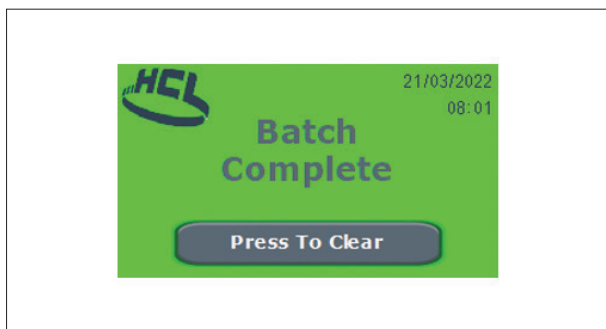 HCL
21/03/2022
08:01
Batch
Complete
Press To Clear